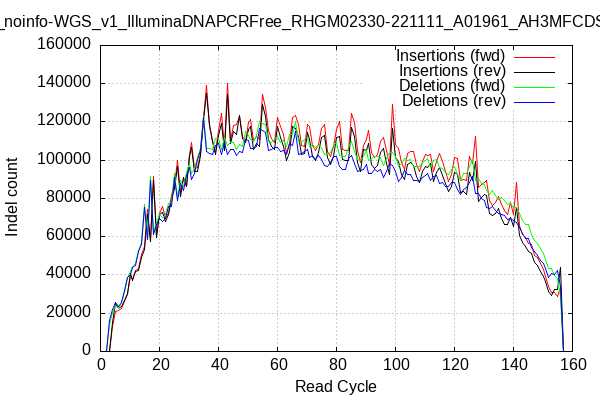 _noinfo-WGS_v1_IlluminaDNAPCRFree_RHGM02330-221111_A01961_AH3MFCDS
Insertions (fwd)
Insertions (rev)
Deletions (fwd)
Deletions (rev)
Indel count
160000
140000
120000
100000
80000
60000
40000
20000
0
0 20 40 60 80 100 120 140 160
Read Cycle